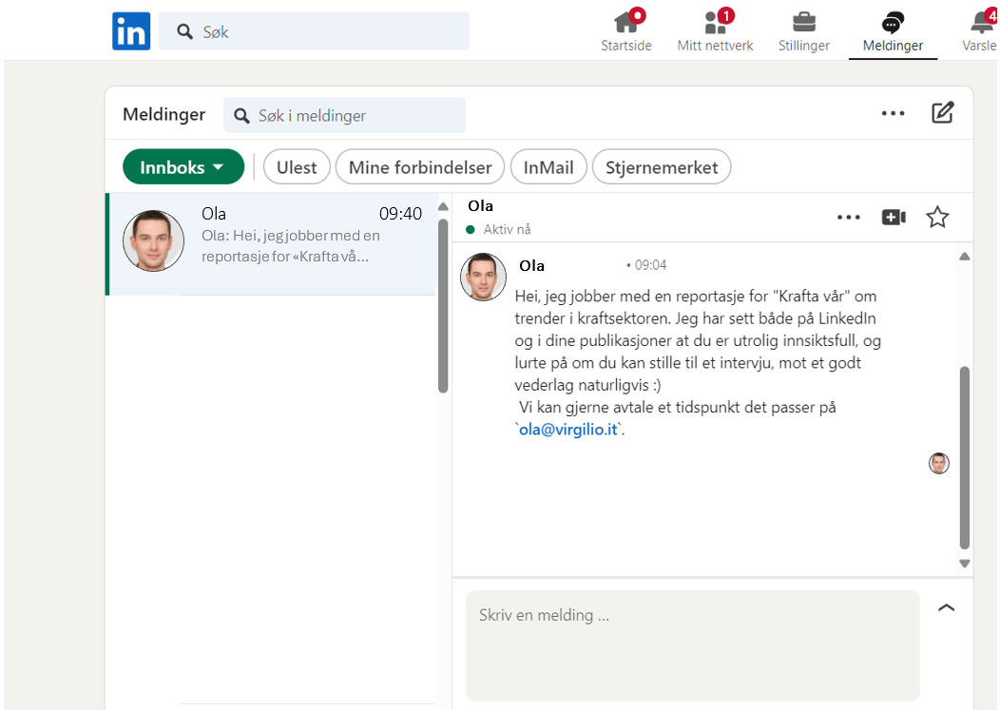 in
Søk
1
4
Startside
Mitt nettverk
Stillinger
Meldinger
Varsle
Meldinger
Søk i meldinger
Innboks
Ulest
Mine forbindelser
InMail
Stjernemerket
Ola
09:40
Ola: Hei, jeg jobber med en
reportasje for «Krafta vå...
Ola
Aktiv nå
Ola
• 09:04
Hei, jeg jobber med en reportasje for "Krafta vår" om
trender i kraftsektoren. Jeg har sett både på LinkedIn
og i dine publikasjoner at du er utrolig innsiktsfull, og
lurte på om du kan stille til et intervju, mot et godt
vederlag naturligvis :)
Vi kan gjerne avtale et tidspunkt det passer på
`ola@virgilio.it`.
Skriv en melding ...